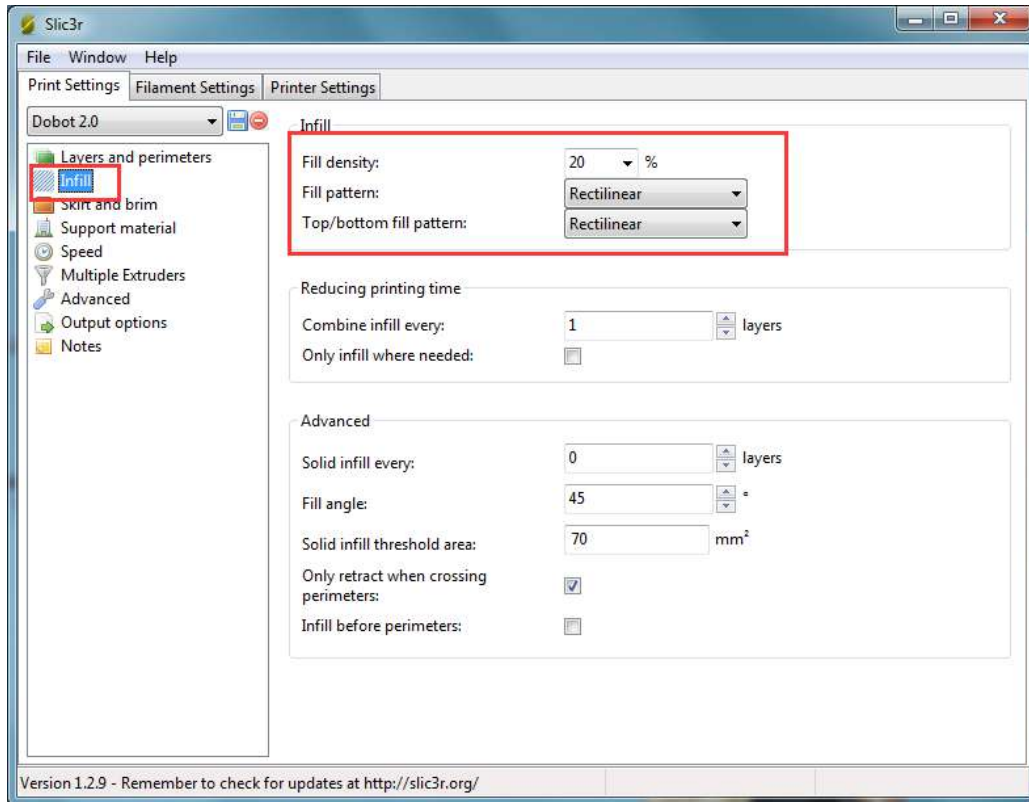 Slic3r
File Window Help
Print Settings Filament Settings Printer Settings
Dobot 2.0
Layers and perimeters
Infill
Skirt and brim
Support material
Speed
Multiple Extruders
Advanced
Output options
Notes
Infill
Fill density: 20 %
Fill pattern: Rectilinear
Top/bottom fill pattern: Rectilinear
Reducing printing time
Combine infill every: 1 layers
Only infill where needed:
Advanced
Solid infill every: 0 layers
Fill angle: 45 °
Solid infill threshold area: 70 mm²
Only retract when crossing
perimeters:
Infill before perimeters:
Version 1.2.9 - Remember to check for updates at http://slic3r.org/